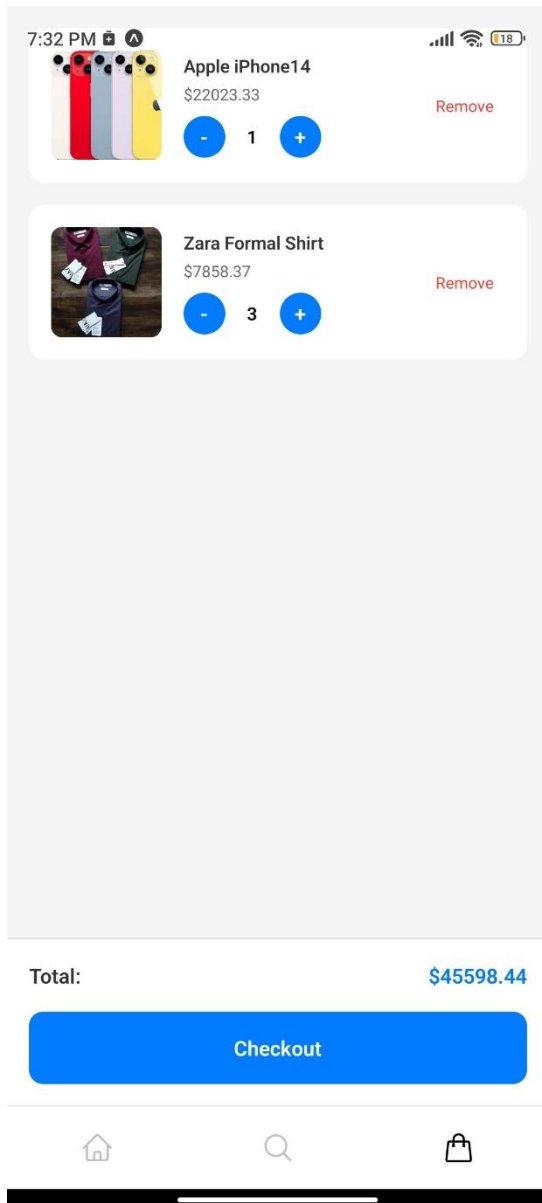 7:32 PM
18
Apple iPhone14
$22023.33
Remove
- 1 +
Zara Formal Shirt
$7858.37
Remove
- 3 +
Total:
$45598.44
Checkout